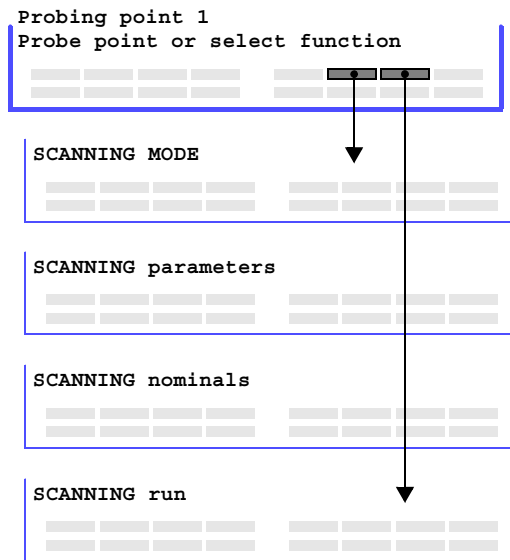 Probing point 1
Probe point or select function
SCANNING MODE
SCANNING parameters
SCANNING nominals
SCANNING run